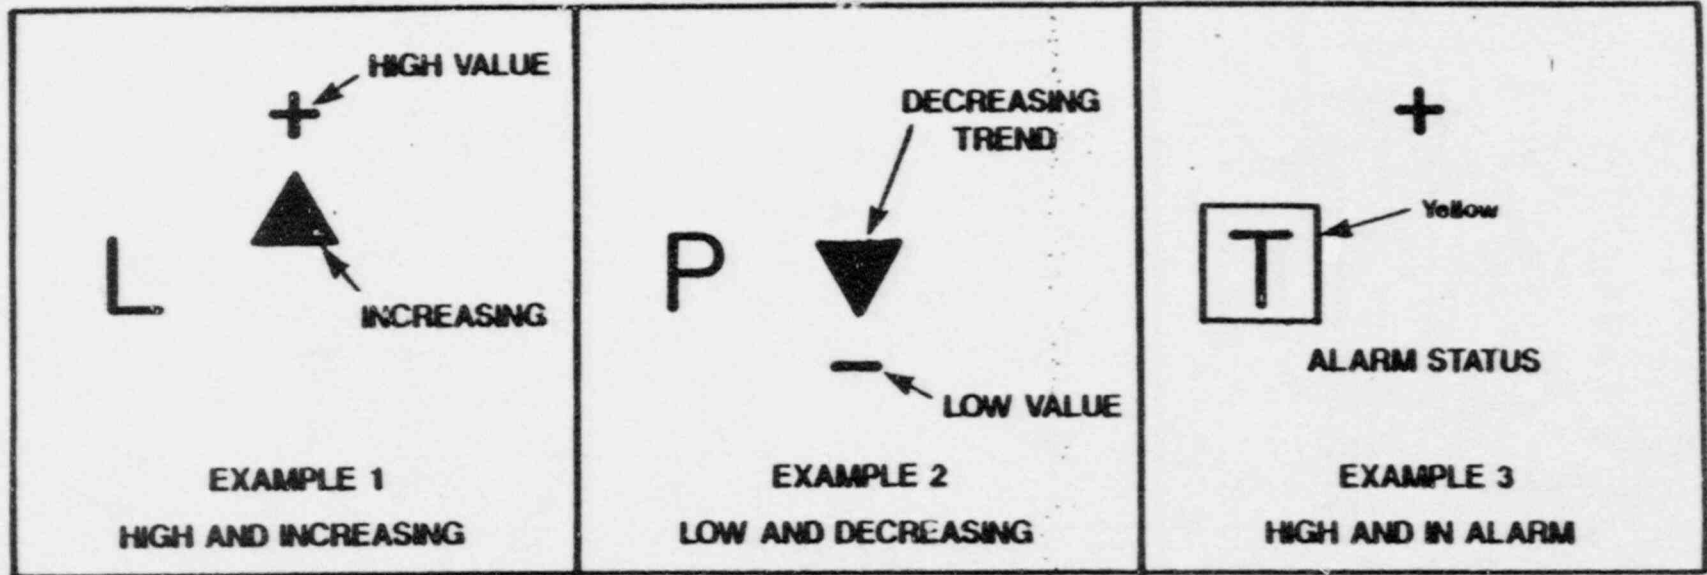 HIGH VALUE
+
L
INCREASING
EXAMPLE 1
HIGH AND INCREASING
DECREASING
TREND
P
−
LOW VALUE
EXAMPLE 2
LOW AND DECREASING
+
Yellow
T
ALARM STATUS
EXAMPLE 3
HIGH AND IN ALARM